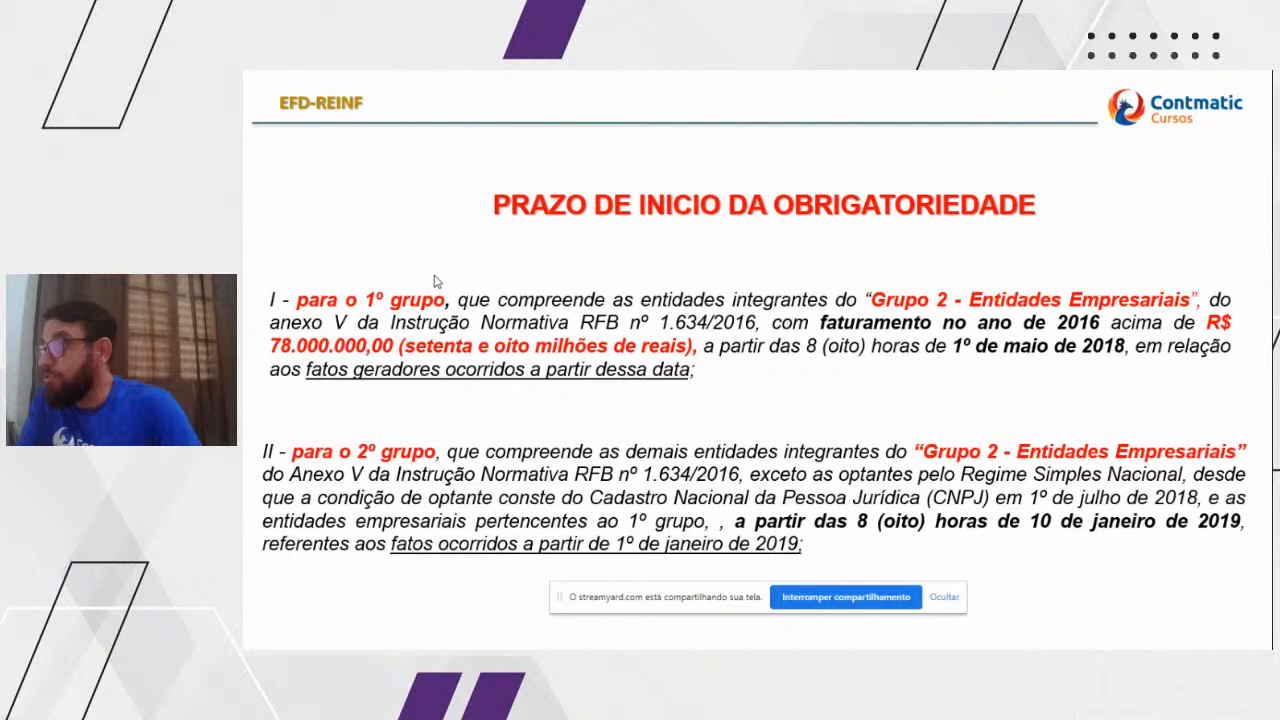 EFD-REINF
Contmatic
Cursos
PRAZO DE INICIO DA OBRIGATORIEDADE
I - para o 1º grupo, que compreende as entidades integrantes do “Grupo 2 - Entidades Empresariais”, do
anexo V da Instrução Normativa RFB nº 1.634/2016, com faturamento no ano de 2016 acima de R$
78.000.000,00 (setenta e oito milhões de reais), a partir das 8 (oito) horas de 1º de maio de 2018, em relação
aos fatos geradores ocorridos a partir dessa data;
II - para o 2º grupo, que compreende as demais entidades integrantes do “Grupo 2 - Entidades Empresariais”
do Anexo V da Instrução Normativa RFB nº 1.634/2016, exceto as optantes pelo Regime Simples Nacional, desde
que a condição de optante conste do Cadastro Nacional da Pessoa Jurídica (CNPJ) em 1º de julho de 2018, e as
entidades empresariais pertencentes ao 1º grupo, , a partir das 8 (oito) horas de 10 de janeiro de 2019,
referentes aos fatos ocorridos a partir de 1º de janeiro de 2019;
O streamyard.com está compartilhando sua tela. Interromper compartilhamento Ocultar